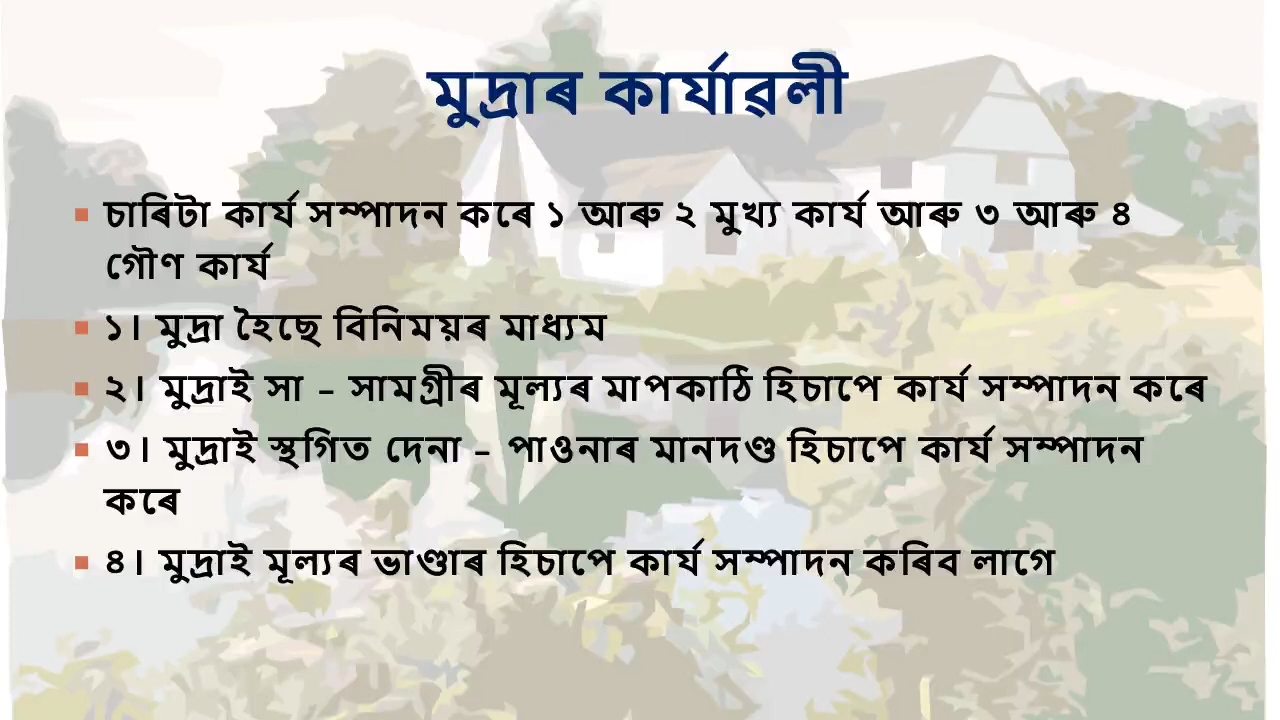 মুদ্ৰাৰ কাৰ্যাৱলী
চাৰিটা কাৰ্য সম্পাদন কৰে ১ আৰু ২ মুখ্য কাৰ্য আৰু ৩ আৰু ৪
গৌণ কাৰ্য
১। মুদ্ৰা হৈছে বিনিময়ৰ মাধ্যম
২। মুদ্ৰাই সা – সামগ্ৰীৰ মূল্যৰ মাপকাঠি হিচাপে কাৰ্য সম্পাদন কৰে
৩। মুদ্ৰাই স্থগিত দেনা – পাওনাৰ মানদণ্ড হিচাপে কাৰ্য সম্পাদন
কৰে
৪। মুদ্ৰাই মূল্যৰ ভাণ্ডাৰ হিচাপে কাৰ্য সম্পাদন কৰিব লাগে